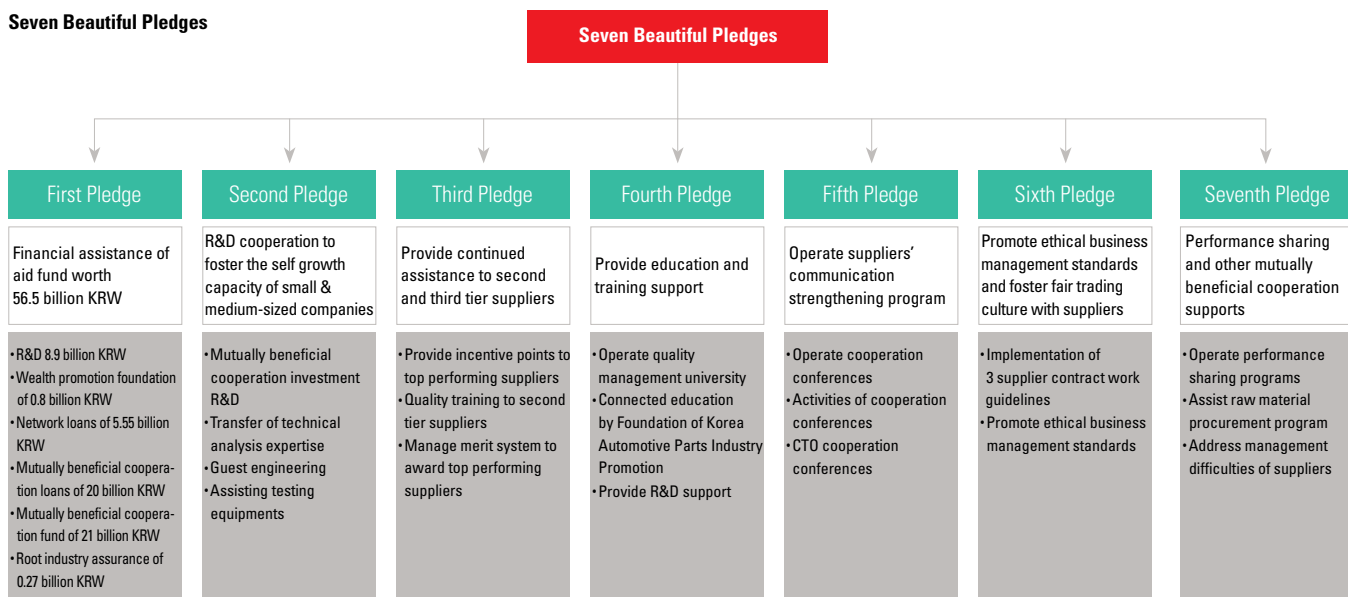 Seven Beautiful Pledges
Seven Beautiful Pledges
First Pledge
Financial assistance of
aid fund worth
56.5 billion KRW
•R&D 8.9 billion KRW
•Wealth promotion foundation
of 0.8 billion KRW
•Network loans of 5.55 billion
KRW
•Mutually beneficial coopera-
tion loans of 20 billion KRW
•Mutually beneficial coopera-
tion fund of 21 billion KRW
•Root industry assurance of
0.27 billion KRW
Second Pledge
R&D cooperation to
foster the self growth
capacity of small &
medium-sized companies
•Mutually beneficial
cooperation investment
R&D
•Transfer of technical
analysis expertise
•Guest engineering
•Assisting testing
equipments
Third Pledge
Provide continued
assistance to second
and third tier suppliers
•Provide incentive points to
top performing suppliers
•Quality training to second
tier suppliers
•Manage merit system to
award top performing
suppliers
Fourth Pledge
Provide education and
training support
•Operate quality
management university
•Connected education
by Foundation of Korea
Automotive Parts Industry
Promotion
•Provide R&D support
Fifth Pledge
Operate suppliers'
communication
strengthening program
•Operate cooperation
conferences
•Activities of cooperation
conferences
•CTO cooperation
conferences
Sixth Pledge
Promote ethical business
management standards
and foster fair trading
culture with suppliers
•Implementation of
3 supplier contract work
guidelines
•Promote ethical business
management standards
Seventh Pledge
Performance sharing
and other mutually
beneficial cooperation
supports
•Operate performance
sharing programs
•Assist raw material
procurement program
•Address management
difficulties of suppliers